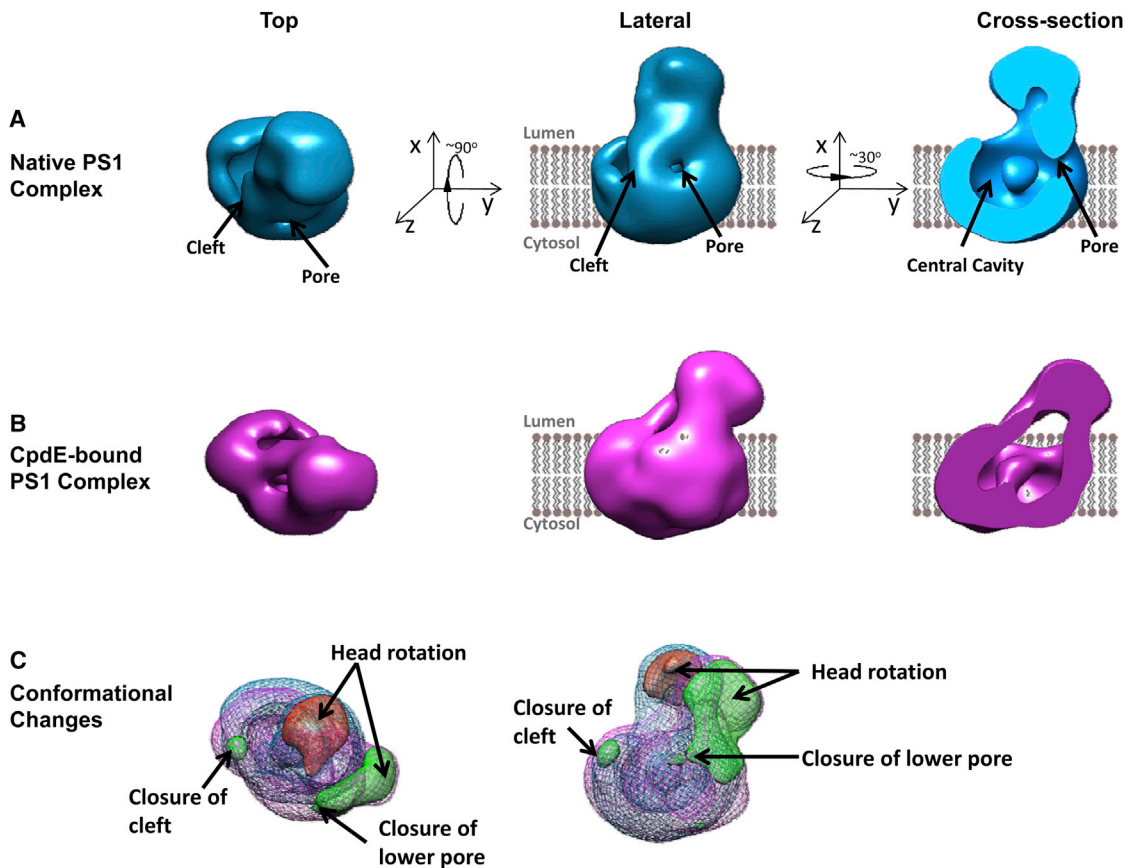 Top
Lateral
Cross-section
A
Native PS1
Complex
Cleft
Pore
x
~90°
y
z
Lumen
Cytosol
Cleft
Pore
x
~30°
y
z
Central Cavity
Pore
B
CpdE-bound
PS1 Complex
Lumen
Cytosol
C
Conformational
Changes
Head rotation
Closure of
cleft
Closure of
lower pore
Head rotation
Closure of
cleft
Closure of lower pore